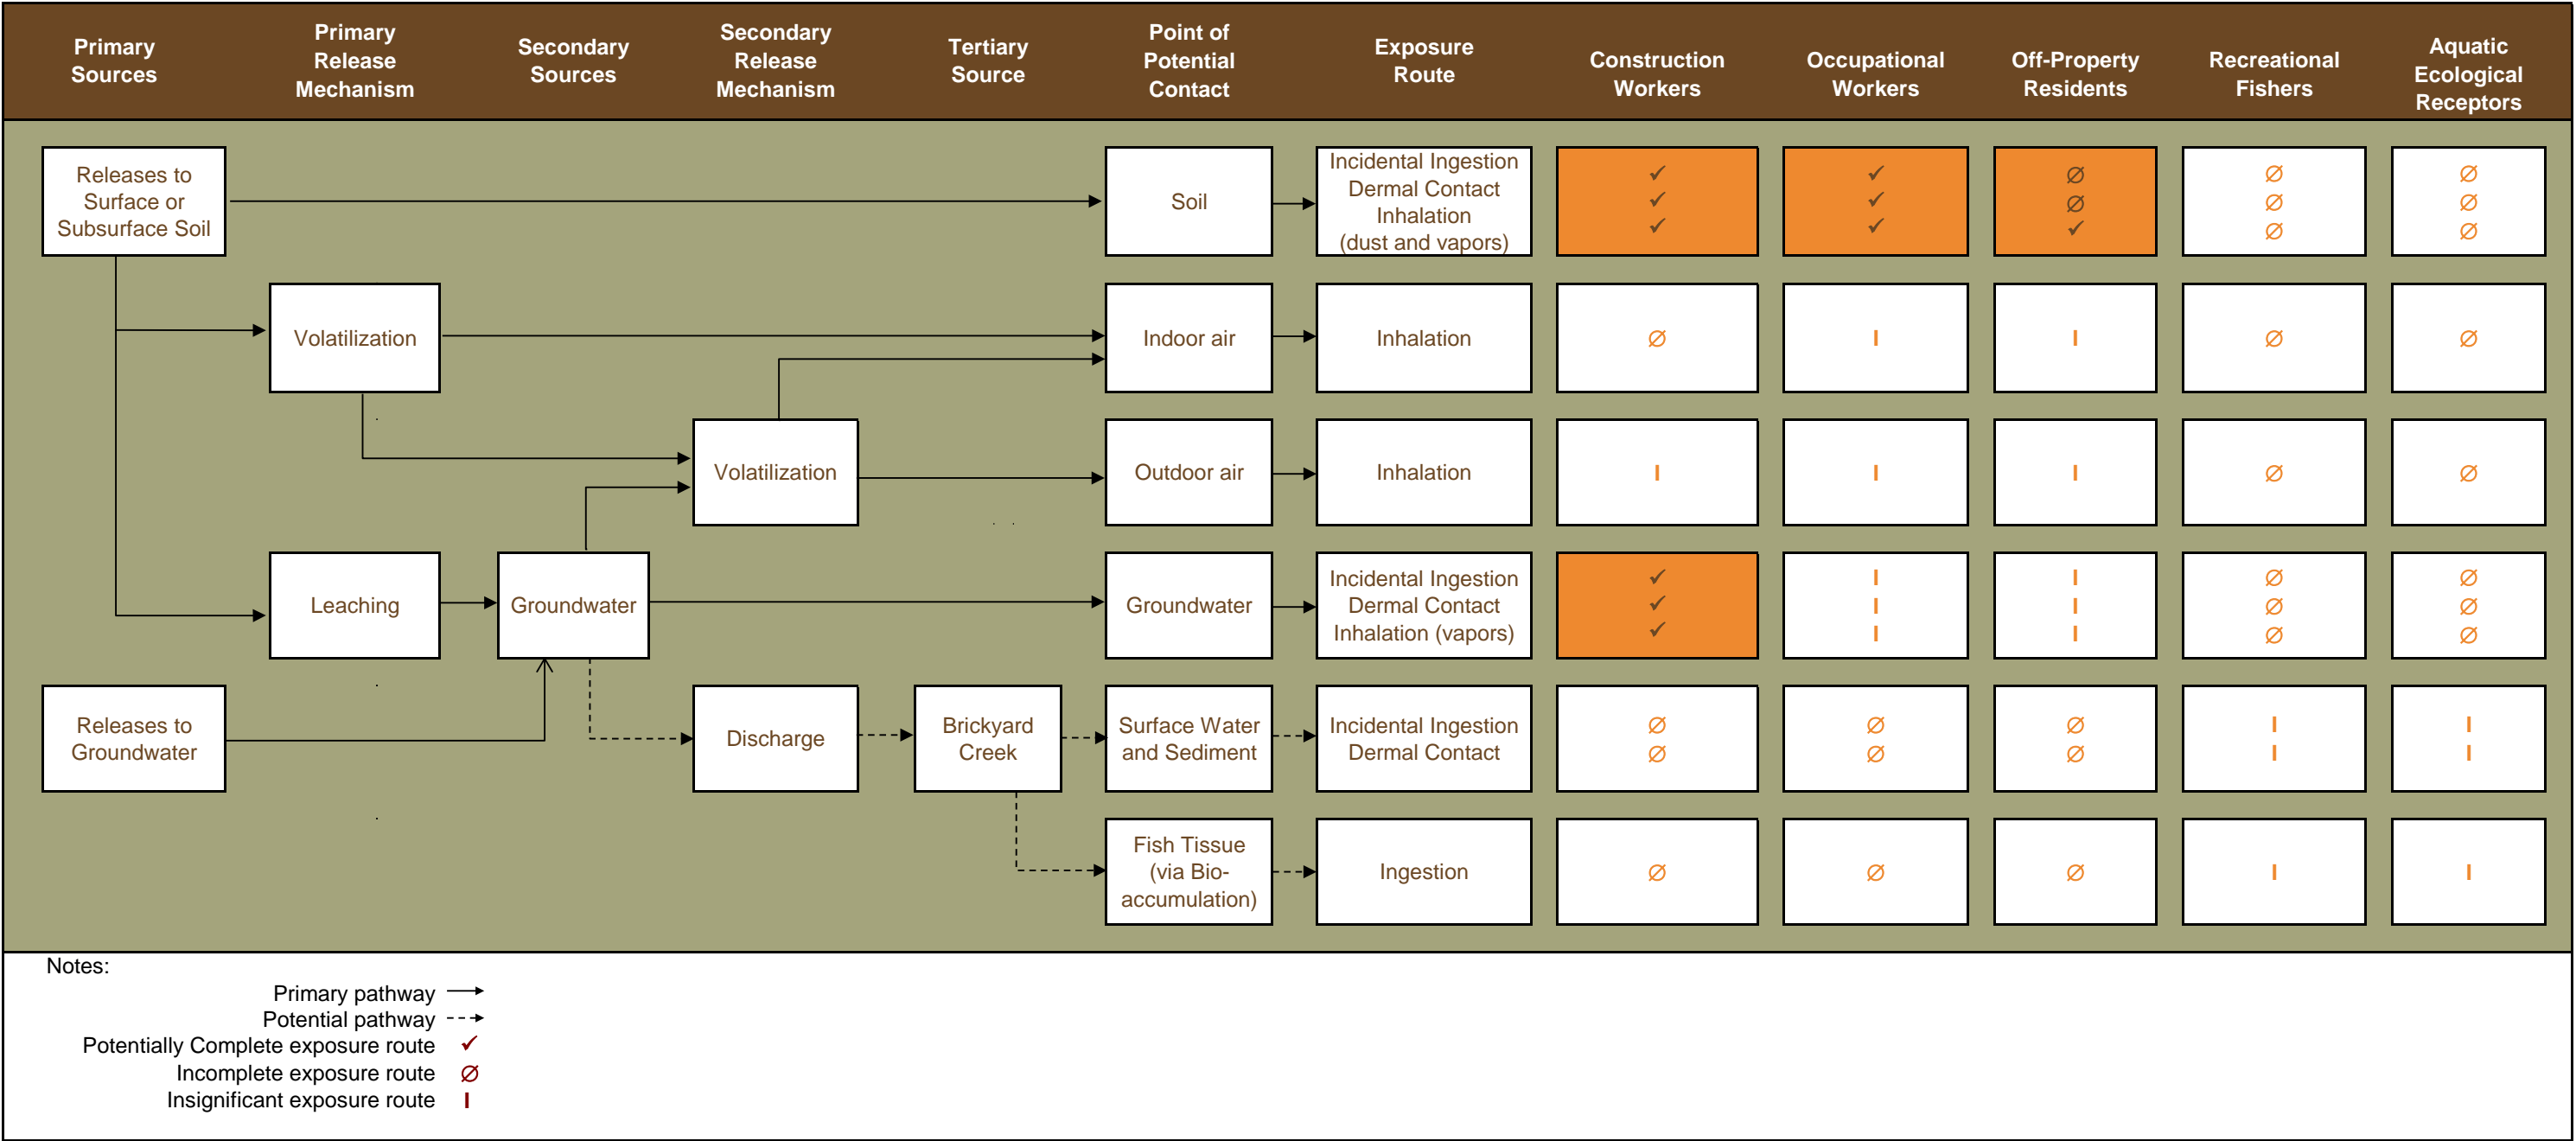 Primary
Sources
Primary
Release
Mechanism
Secondary
Sources
Secondary
Release
Mechanism
Tertiary
Source
Point of
Potential
Contact
Exposure
Route
Construction
Workers
Occupational
Workers
Off-Property
Residents
Recreational
Fishers
Aquatic
Ecological
Receptors
Releases to
Surface or
Subsurface Soil
Soil
Incidental Ingestion
Dermal Contact
Inhalation
(dust and vapors)
✓
✓
✓
✓
✓
✓
∅
∅
✓
∅
∅
∅
∅
∅
∅
Volatilization
Indoor air
Inhalation
∅
I
I
∅
∅
Volatilization
Outdoor air
Inhalation
I
I
I
∅
∅
Leaching
Groundwater
Groundwater
Incidental Ingestion
Dermal Contact
Inhalation (vapors)
✓
✓
✓
I
I
I
I
I
I
∅
∅
∅
∅
∅
∅
Releases to
Groundwater
Discharge
Brickyard
Creek
Surface Water
and Sediment
Incidental Ingestion
Dermal Contact
∅
∅
∅
∅
∅
∅
I
I
I
I
Fish Tissue
(via Bio-
accumulation)
Ingestion
∅
∅
∅
I
I
Notes:
Primary pathway
Potential pathway
Potentially Complete exposure route ✓
Incomplete exposure route ∅
Insignificant exposure route I